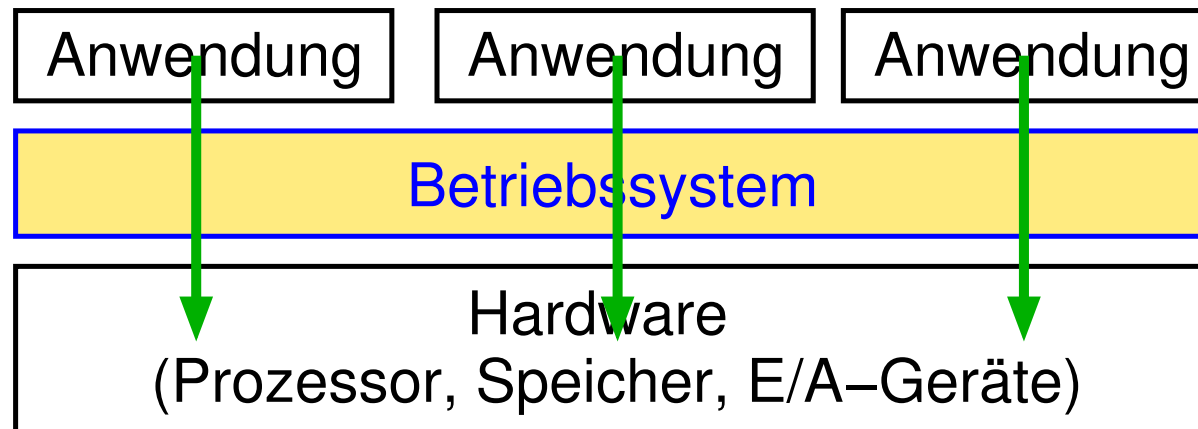 Anwendung Anwendung Anwendung
Betriebssystem
Hardware
(Prozessor, Speicher, E/A−Geräte)